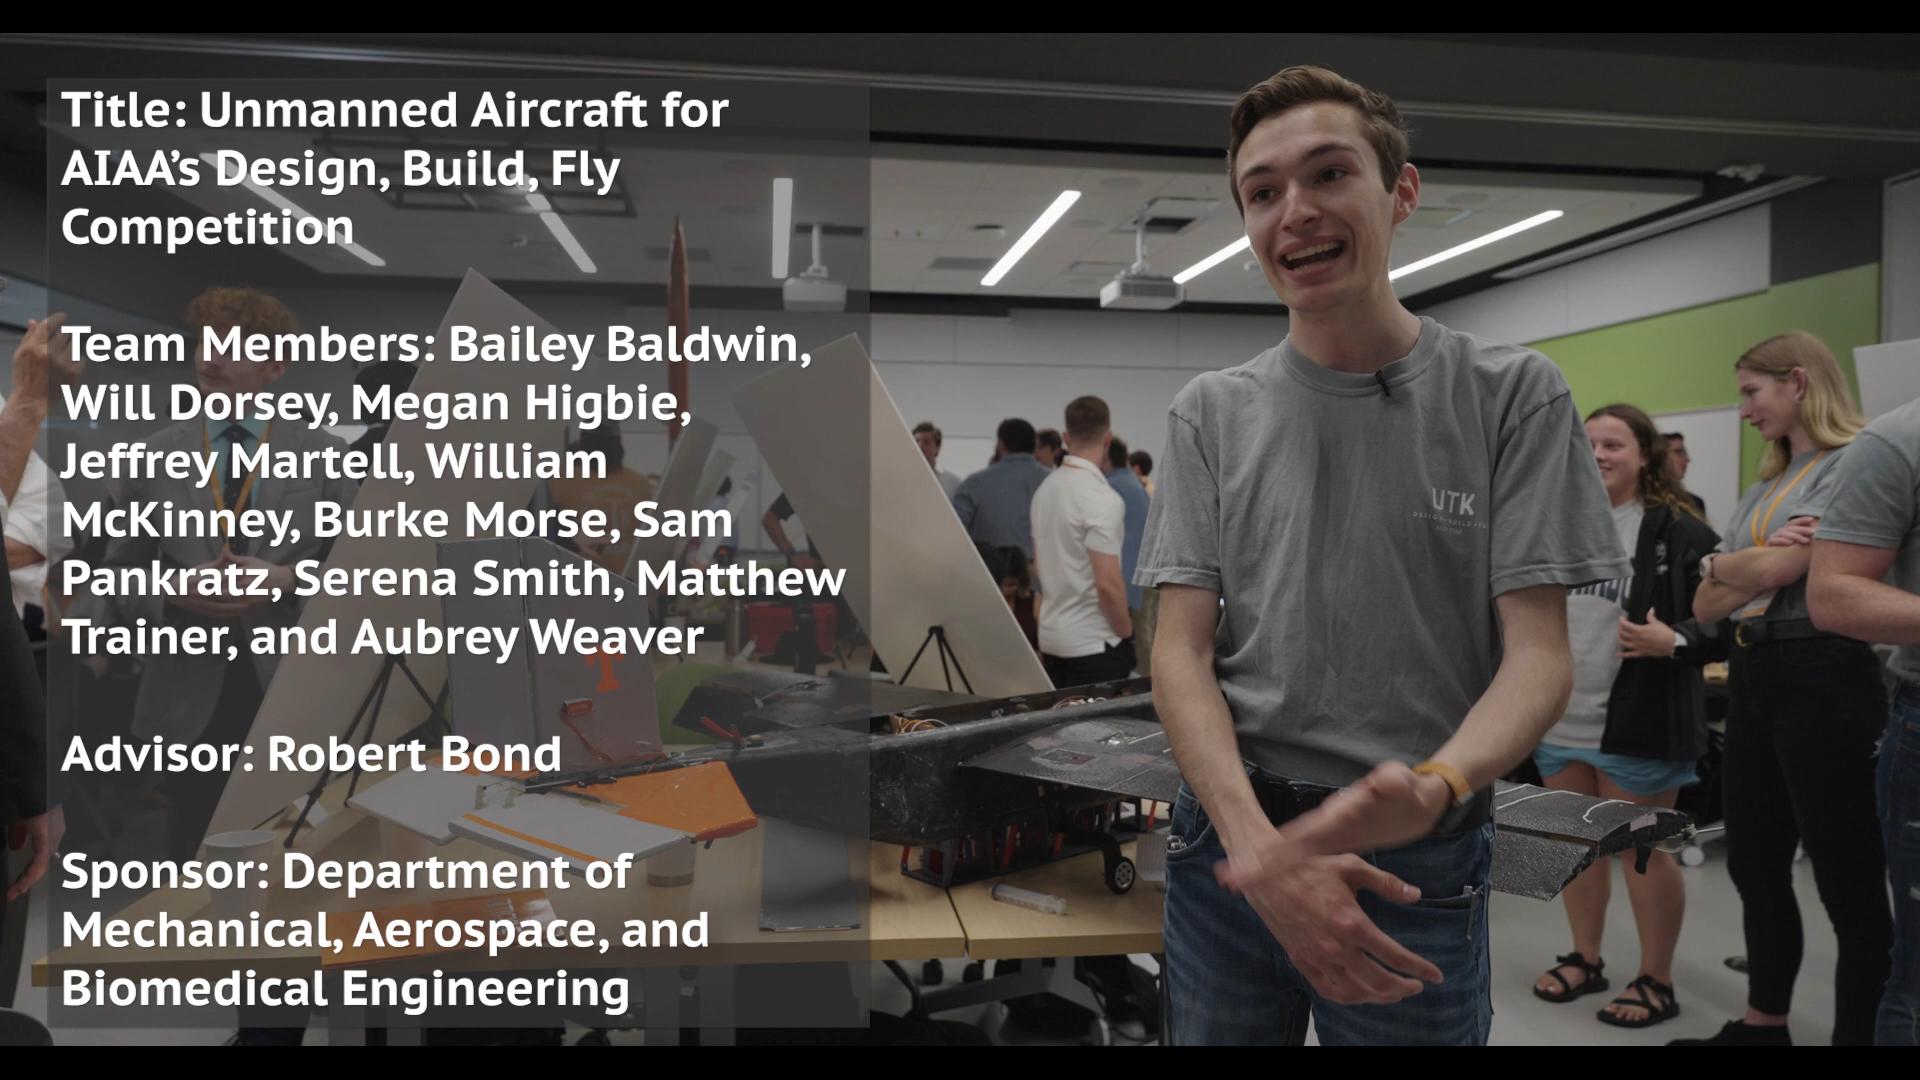 Title: Unmanned Aircraft for
AIAA’s Design, Build, Fly
Competition
Team Members: Bailey Baldwin,
Will Dorsey, Megan Higbie,
Jeffrey Martell, William
McKinney, Burke Morse, Sam
Pankratz, Serena Smith, Matthew
Trainer, and Aubrey Weaver
Advisor: Robert Bond
Sponsor: Department of
Mechanical, Aerospace, and
Biomedical Engineering
UTK
T